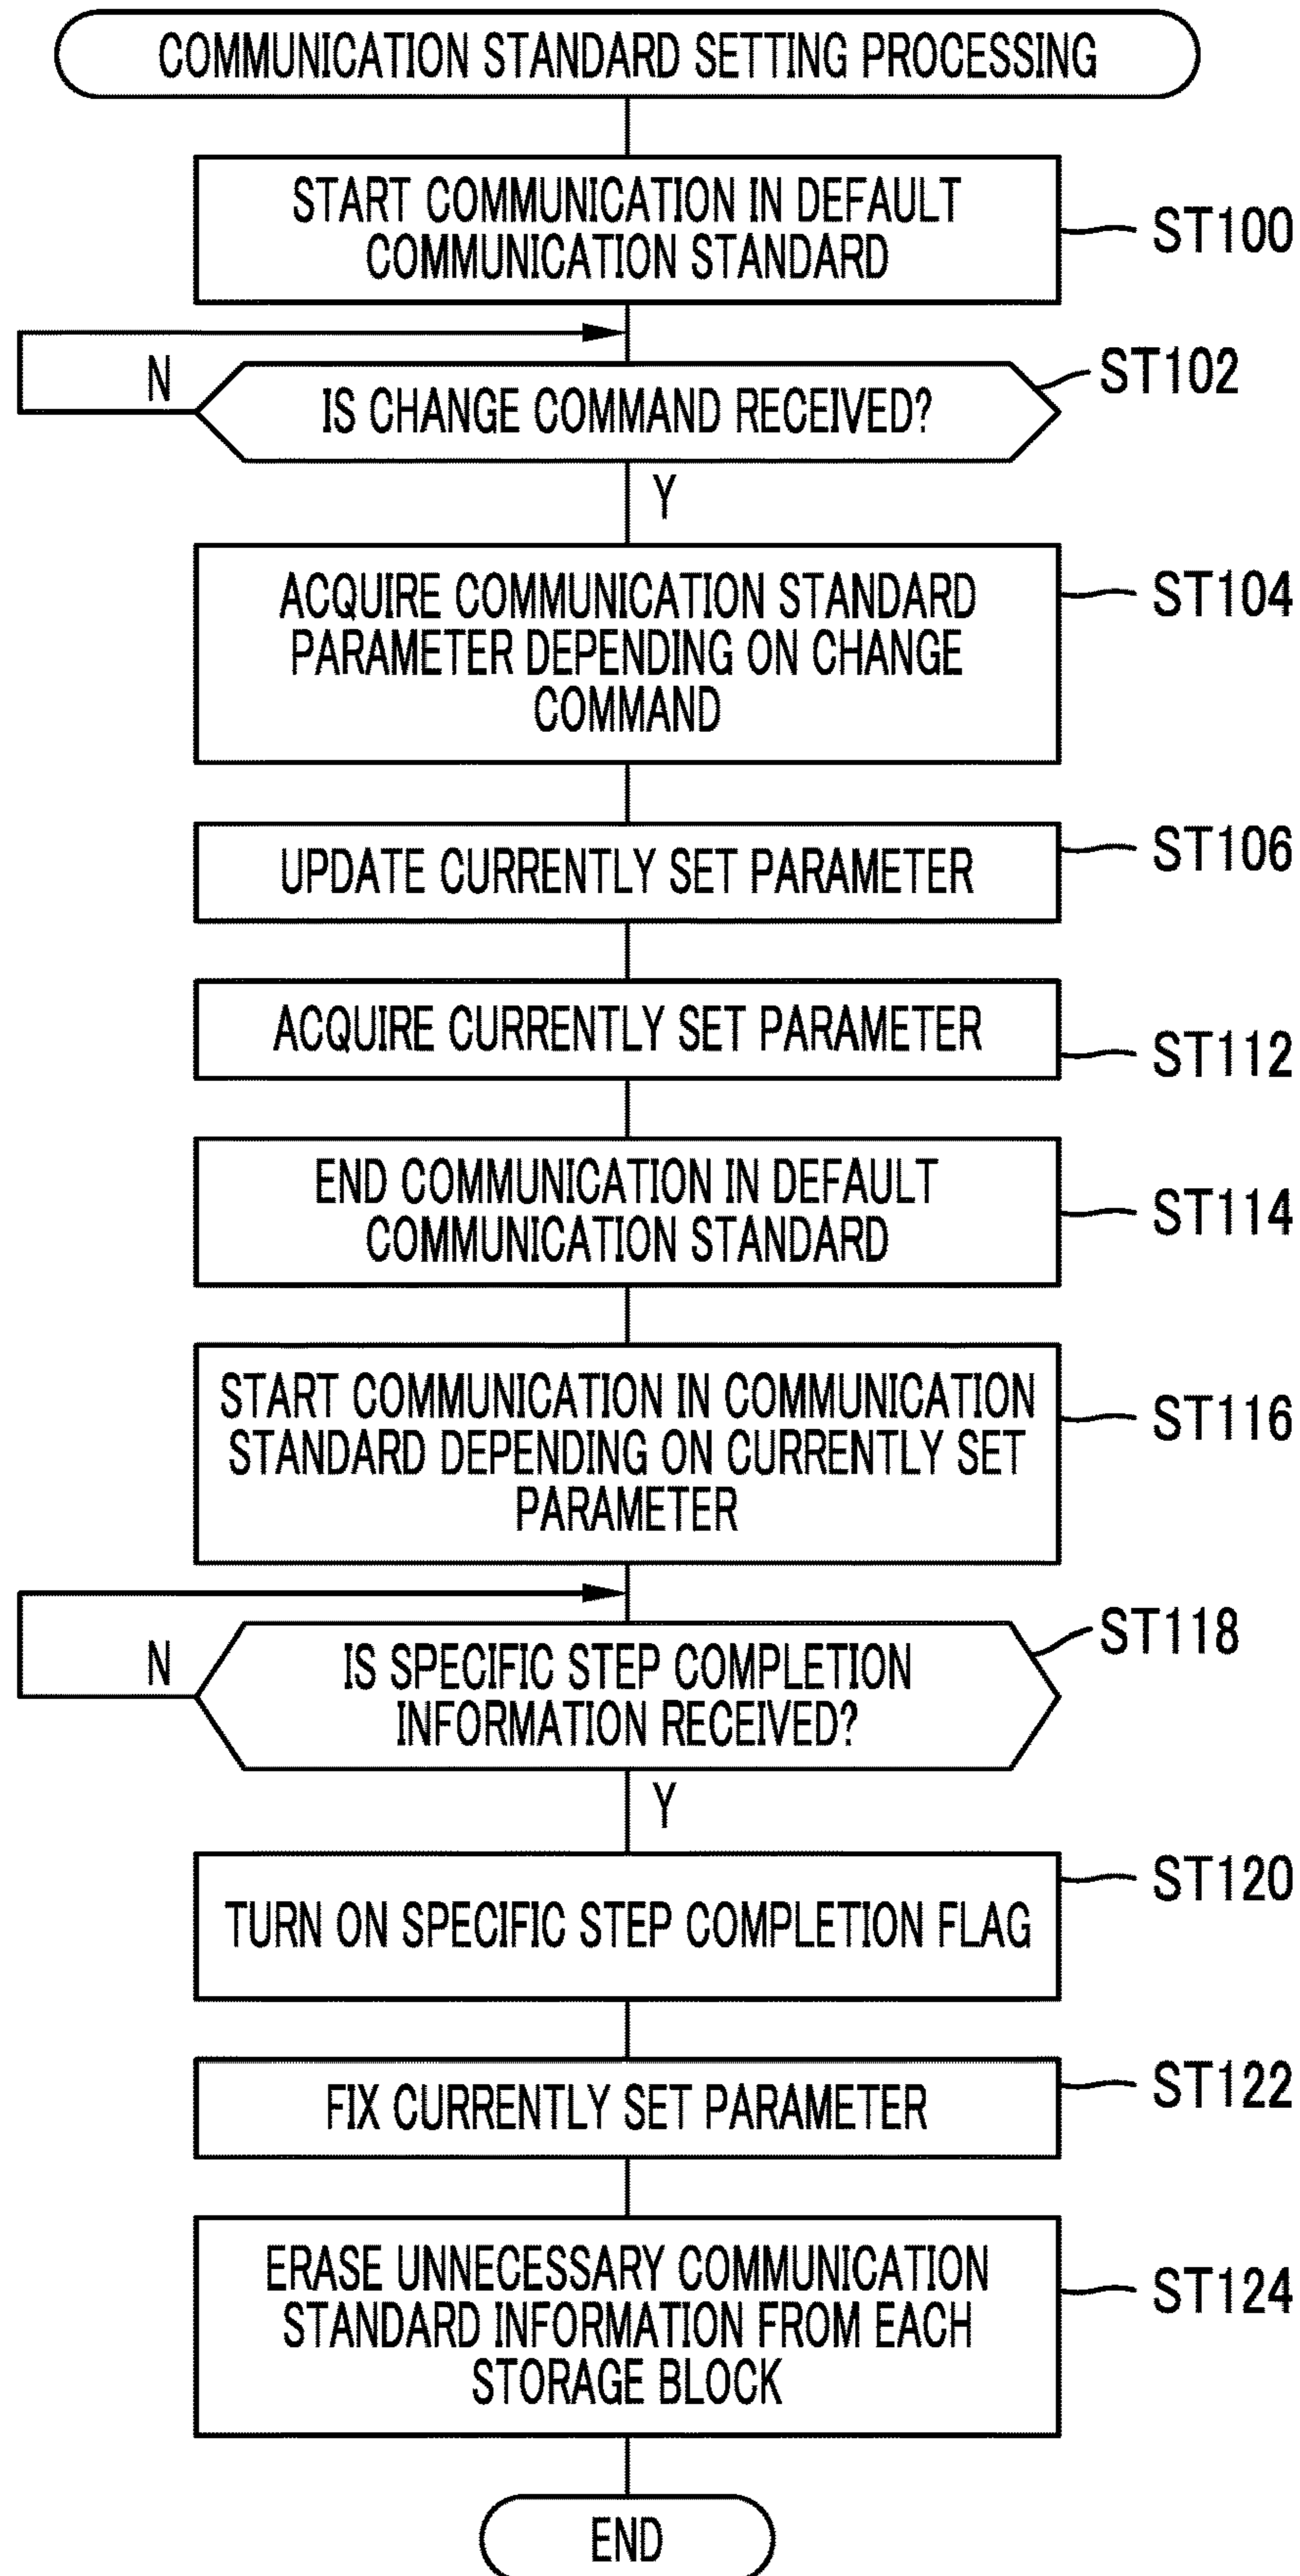 COMMUNICATION STANDARD SETTING PROCESSING
START COMMUNICATION IN DEFAULT
COMMUNICATION STANDARD
ST100
N
IS CHANGE COMMAND RECEIVED?
ST102
Y
ACQUIRE COMMUNICATION STANDARD
PARAMETER DEPENDING ON CHANGE
COMMAND
ST104
UPDATE CURRENTLY SET PARAMETER
ST106
ACQUIRE CURRENTLY SET PARAMETER
ST112
END COMMUNICATION IN DEFAULT
COMMUNICATION STANDARD
ST114
START COMMUNICATION IN COMMUNICATION
STANDARD DEPENDING ON CURRENTLY SET
PARAMETER
ST116
N
IS SPECIFIC STEP COMPLETION
INFORMATION RECEIVED?
ST118
Y
TURN ON SPECIFIC STEP COMPLETION FLAG
ST120
FIX CURRENTLY SET PARAMETER
ST122
ERASE UNNECESSARY COMMUNICATION
STANDARD INFORMATION FROM EACH
STORAGE BLOCK
ST124
END